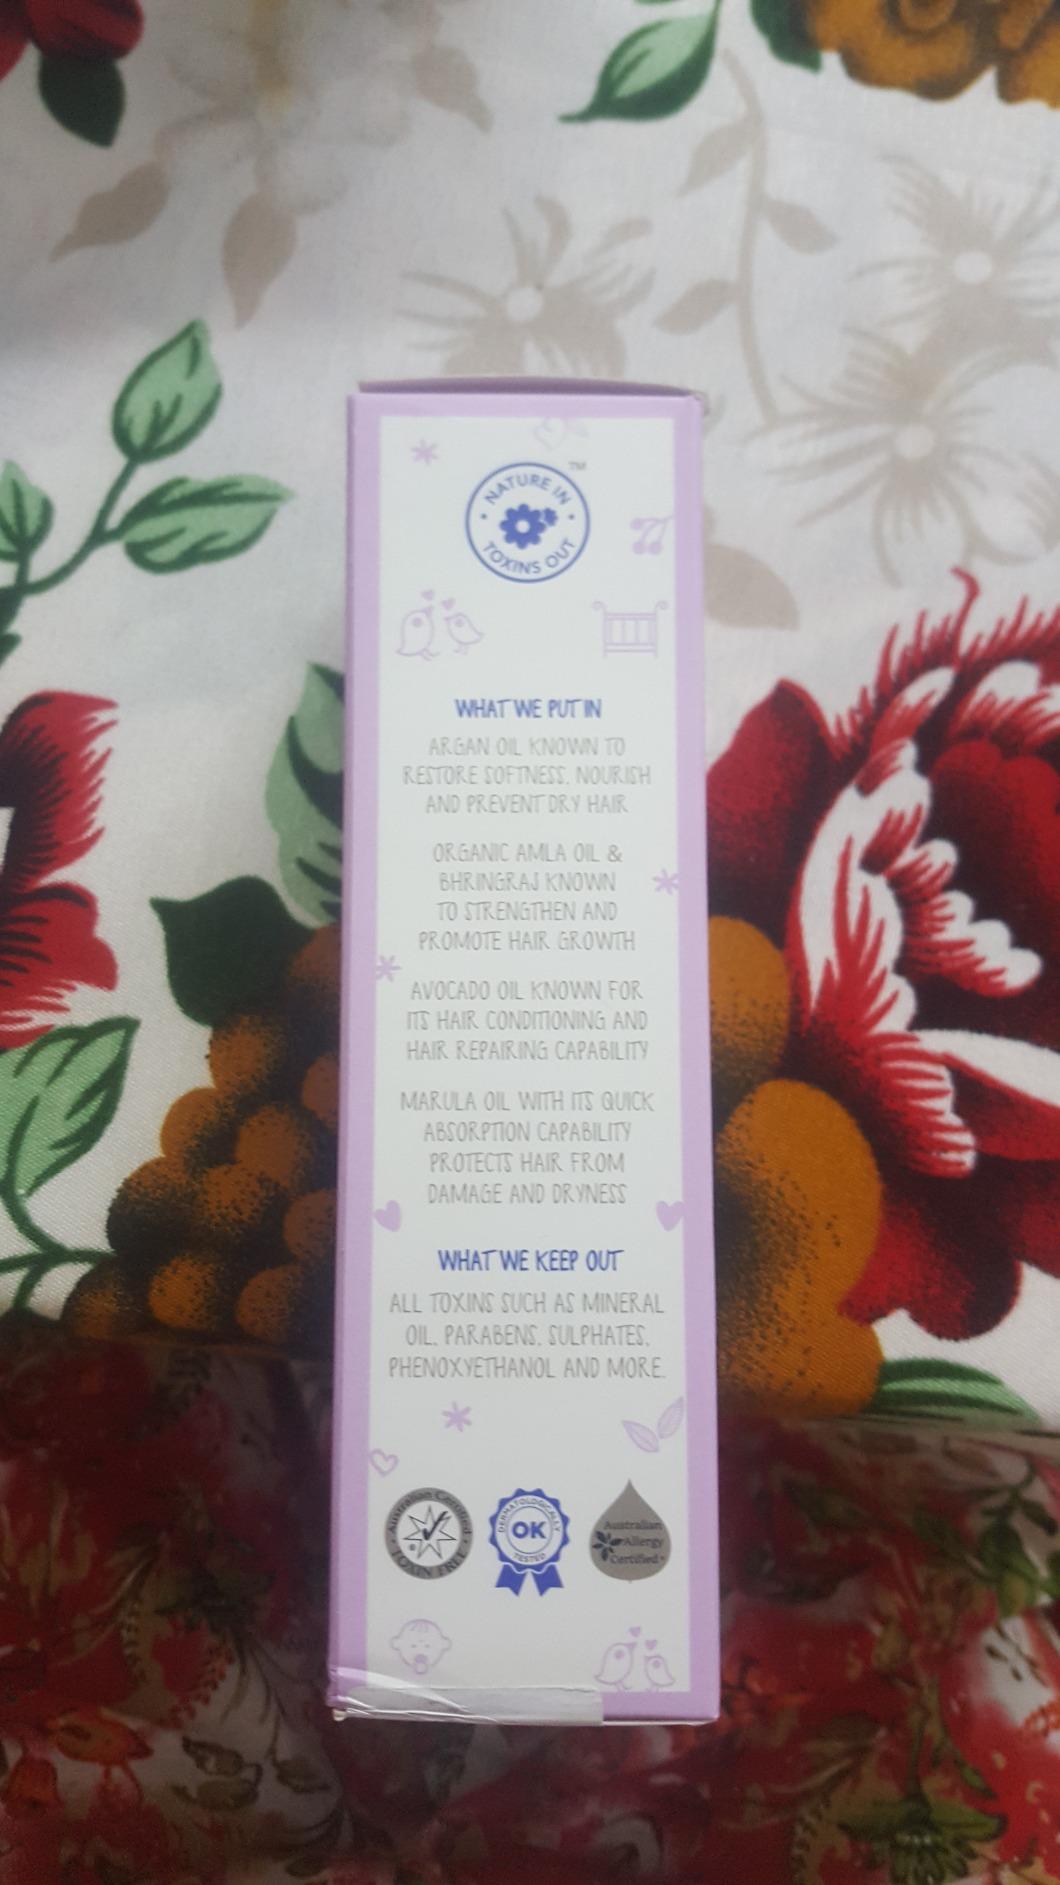 NATURE IN
TOXINS OUT
TM
WHAT WE PUT IN
ARGAN OIL KNOWN TO
RESTORE SOFTNESS, NOURISH
AND PREVENT DRY HAIR
ORGANIC AMLA OIL &
BHRINGRAJ KNOWN
TO STRENGTHEN AND
PROMOTE HAIR GROWTH
AVOCADO OIL KNOWN FOR
ITS HAIR CONDITIONING AND
HAIR REPAIRING CAPABILITY
MARULA OIL WITH ITS QUICK
ABSORPTION CAPABILITY
PROTECTS HAIR FROM
DAMAGE AND DRYNESS
WHAT WE KEEP OUT
ALL TOXINS SUCH AS MINERAL
OIL, PARABENS, SULPHATES,
PHENOXYETHANOL AND MORE.
Australian Certified
TOXIN FREE
DERMATOLOGICALLY
OK
TESTED
Australian
Allergy
Certified